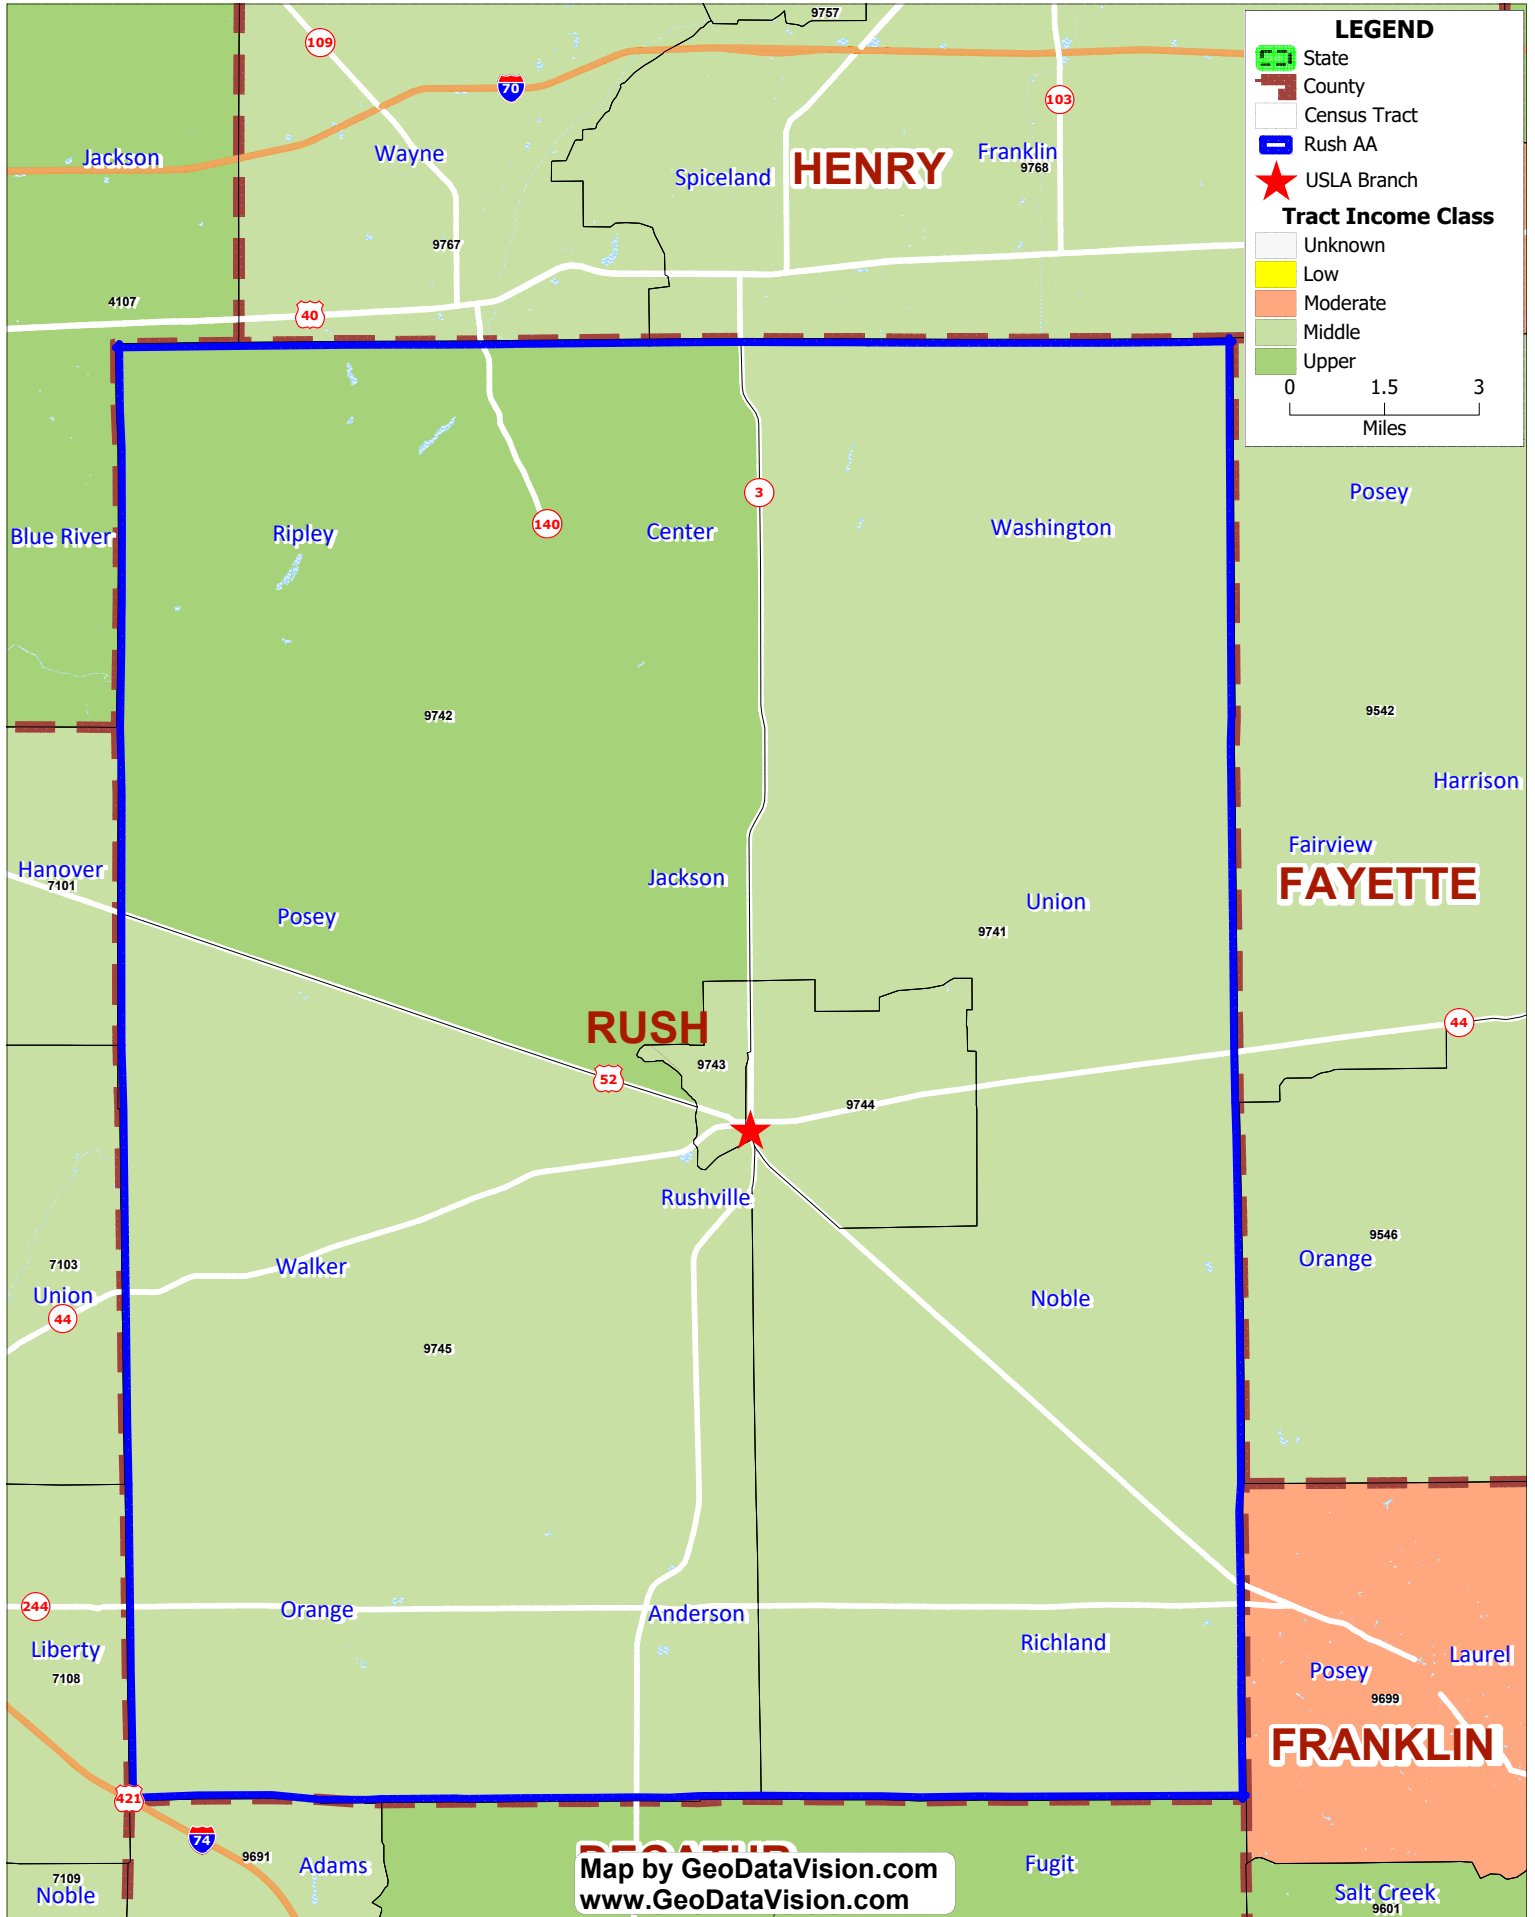 LEGEND
State
County
Census Tract
Rush AA
USLA Branch
Tract Income Class
Unknown
Low
Moderate
Middle
Upper
0 1.5 3
Miles
9757
109
70
103
Jackson
Wayne
Spiceland
HENRY
Franklin
9768
9767
4107
40
3
140
Blue River
Ripley
Center
Washington
Posey
9742
9542
Harrison
Hanover
7101
Jackson
Fairview
FAYETTE
Posey
Union
9741
RUSH
44
9743
52
9744
Rushville
7103
Union
44
Walker
Noble
9546
Orange
9745
244
Orange
Anderson
Richland
Liberty
7108
Posey
Laurel
9699
FRANKLIN
421
74
9691
Adams
DECATUR
Fugit
7109
Noble
Map by GeoDataVision.com
www.GeoDataVision.com
Salt Creek
9601